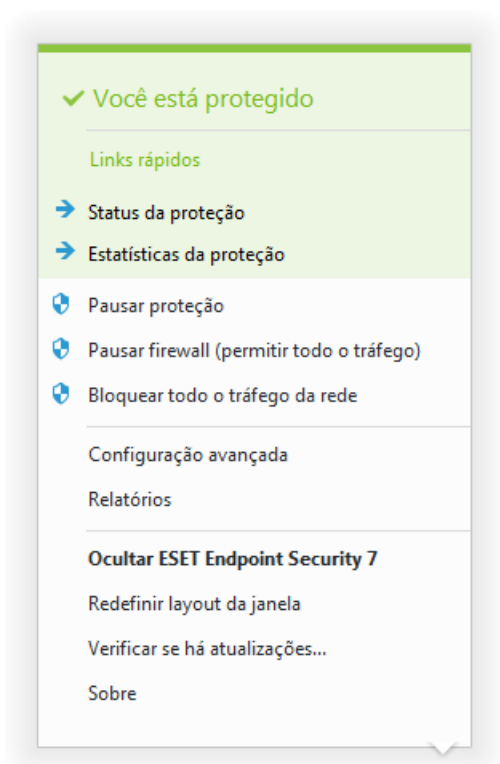 Você está protegido
Links rápidos
Status da proteção
Estatísticas da proteção
Pausar proteção
Pausar firewall (permitir todo o tráfego)
Bloquear todo o tráfego da rede
Configuração avançada
Relatórios
Ocultar ESET Endpoint Security 7
Redefinir layout da janela
Verificar se há atualizações...
Sobre